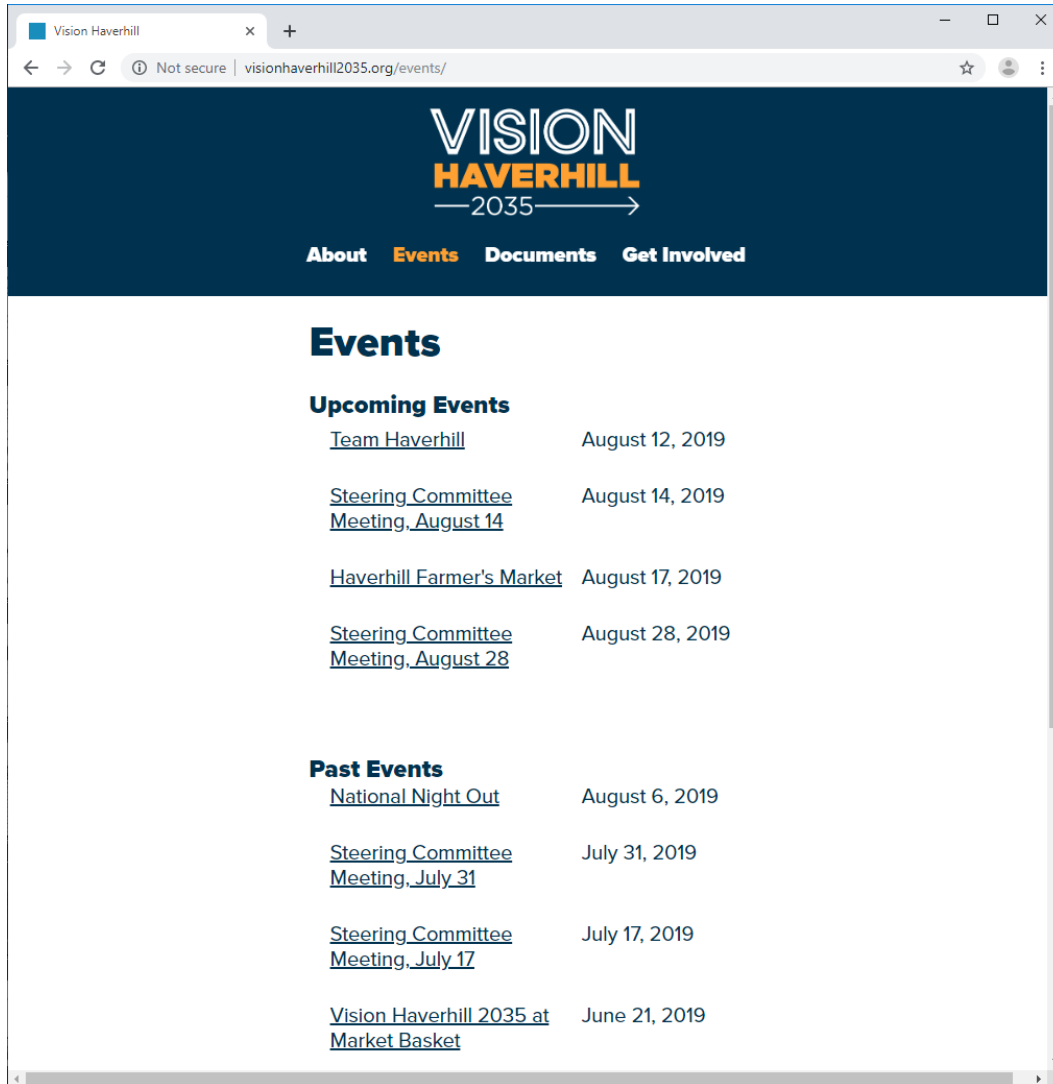 Vision Haverhill
Not secure | visionhaverhill2035.org/events/
VISION
HAVERHILL
2035
About Events Documents Get Involved
Events
Upcoming Events
Team Haverhill August 12, 2019
Steering Committee August 14, 2019
Meeting, August 14
Haverhill Farmer's Market August 17, 2019
Steering Committee August 28, 2019
Meeting, August 28
Past Events
National Night Out August 6, 2019
Steering Committee July 31, 2019
Meeting, July 31
Steering Committee July 17, 2019
Meeting, July 17
Vision Haverhill 2035 at June 21, 2019
Market Basket